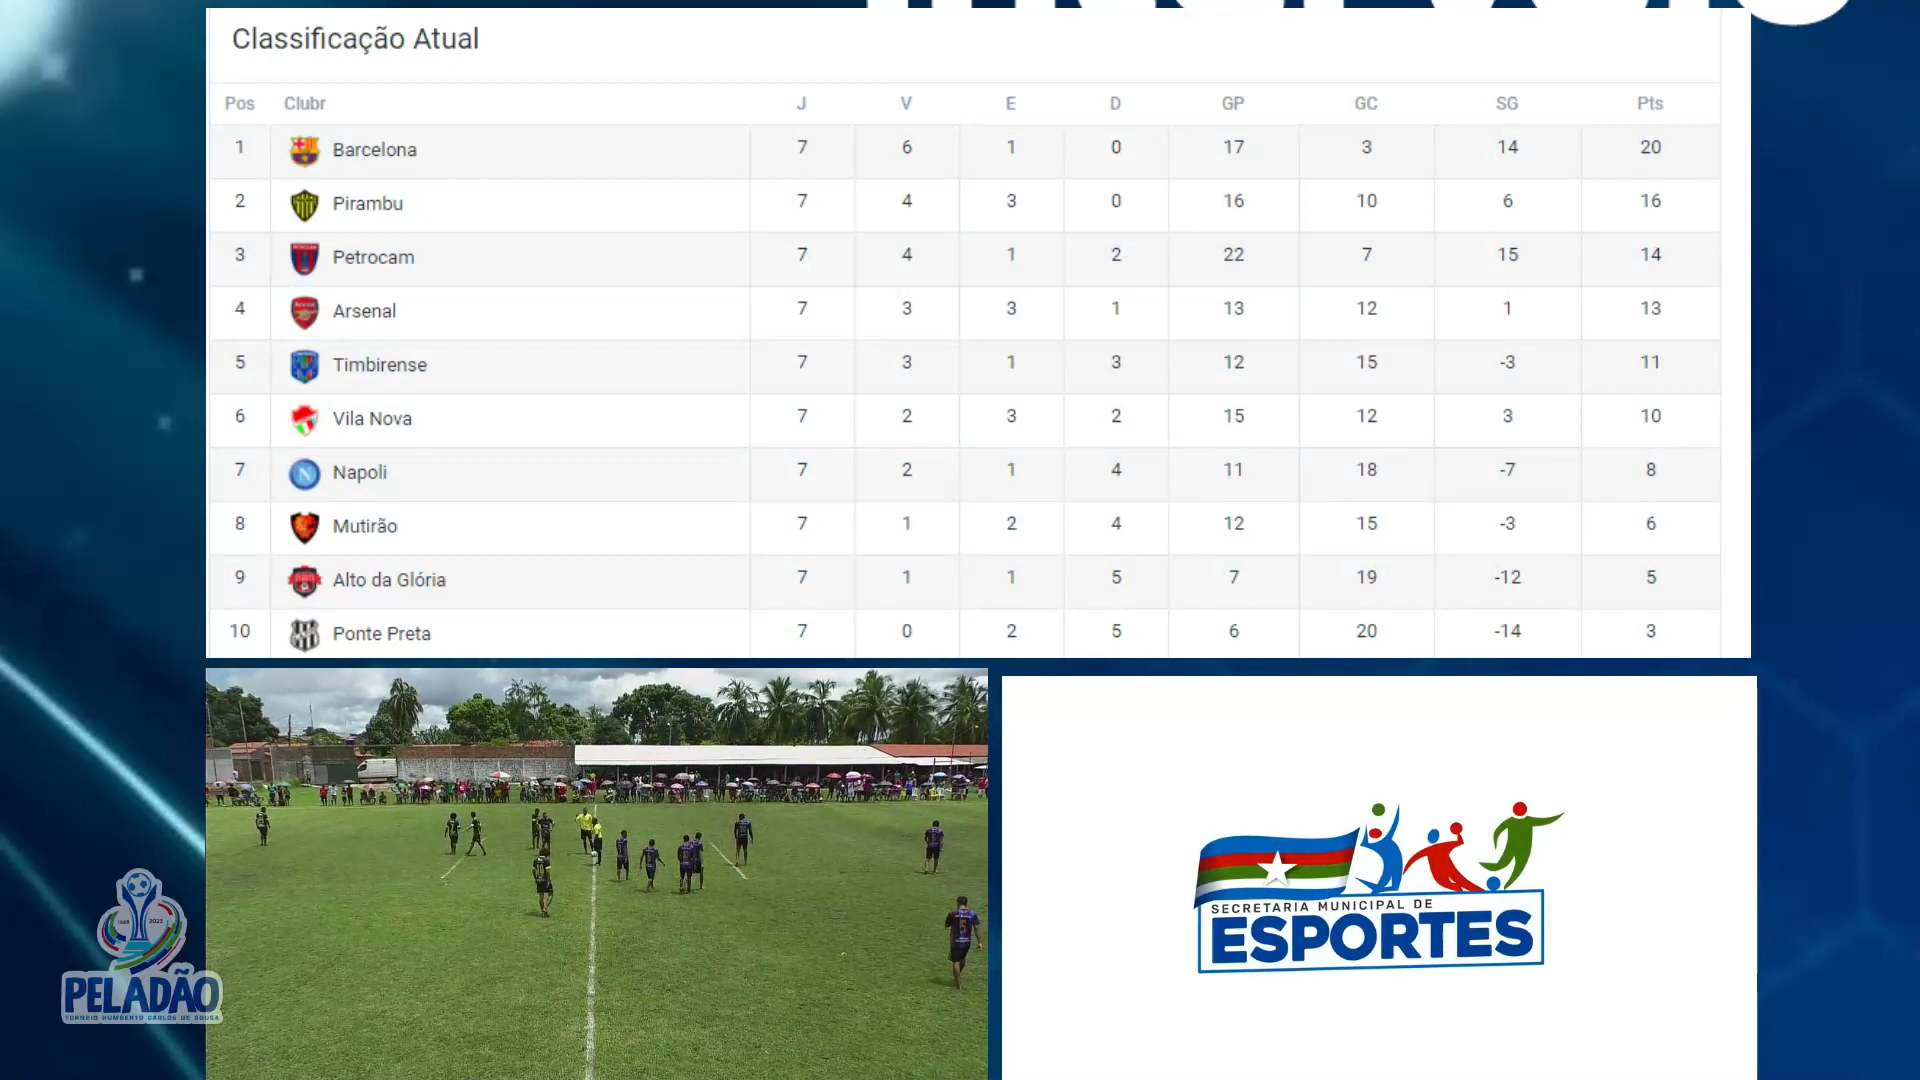 Classificação Atual
Pos Clubr J V E D GP GC SG Pts
1 Barcelona 7 6 1 0 17 3 14 20
2 Pirambu 7 4 3 0 16 10 6 16
3 Petrocam 7 4 1 2 22 7 15 14
4 Arsenal 7 3 3 1 13 12 1 13
5 Timbirense 7 3 1 3 12 15 -3 11
6 Vila Nova 7 2 3 2 15 12 3 10
7 Napoli 7 2 1 4 11 18 -7 8
8 Mutirão 7 1 2 4 12 15 -3 6
9 Alto da Glória 7 1 1 5 7 19 -12 5
10 Ponte Preta 7 0 2 5 6 20 -14 3
PELADÃO
TORNEIO HUMBERTO CARLOS DE SOUSA
SECRETARIA MUNICIPAL DE
ESPORTES